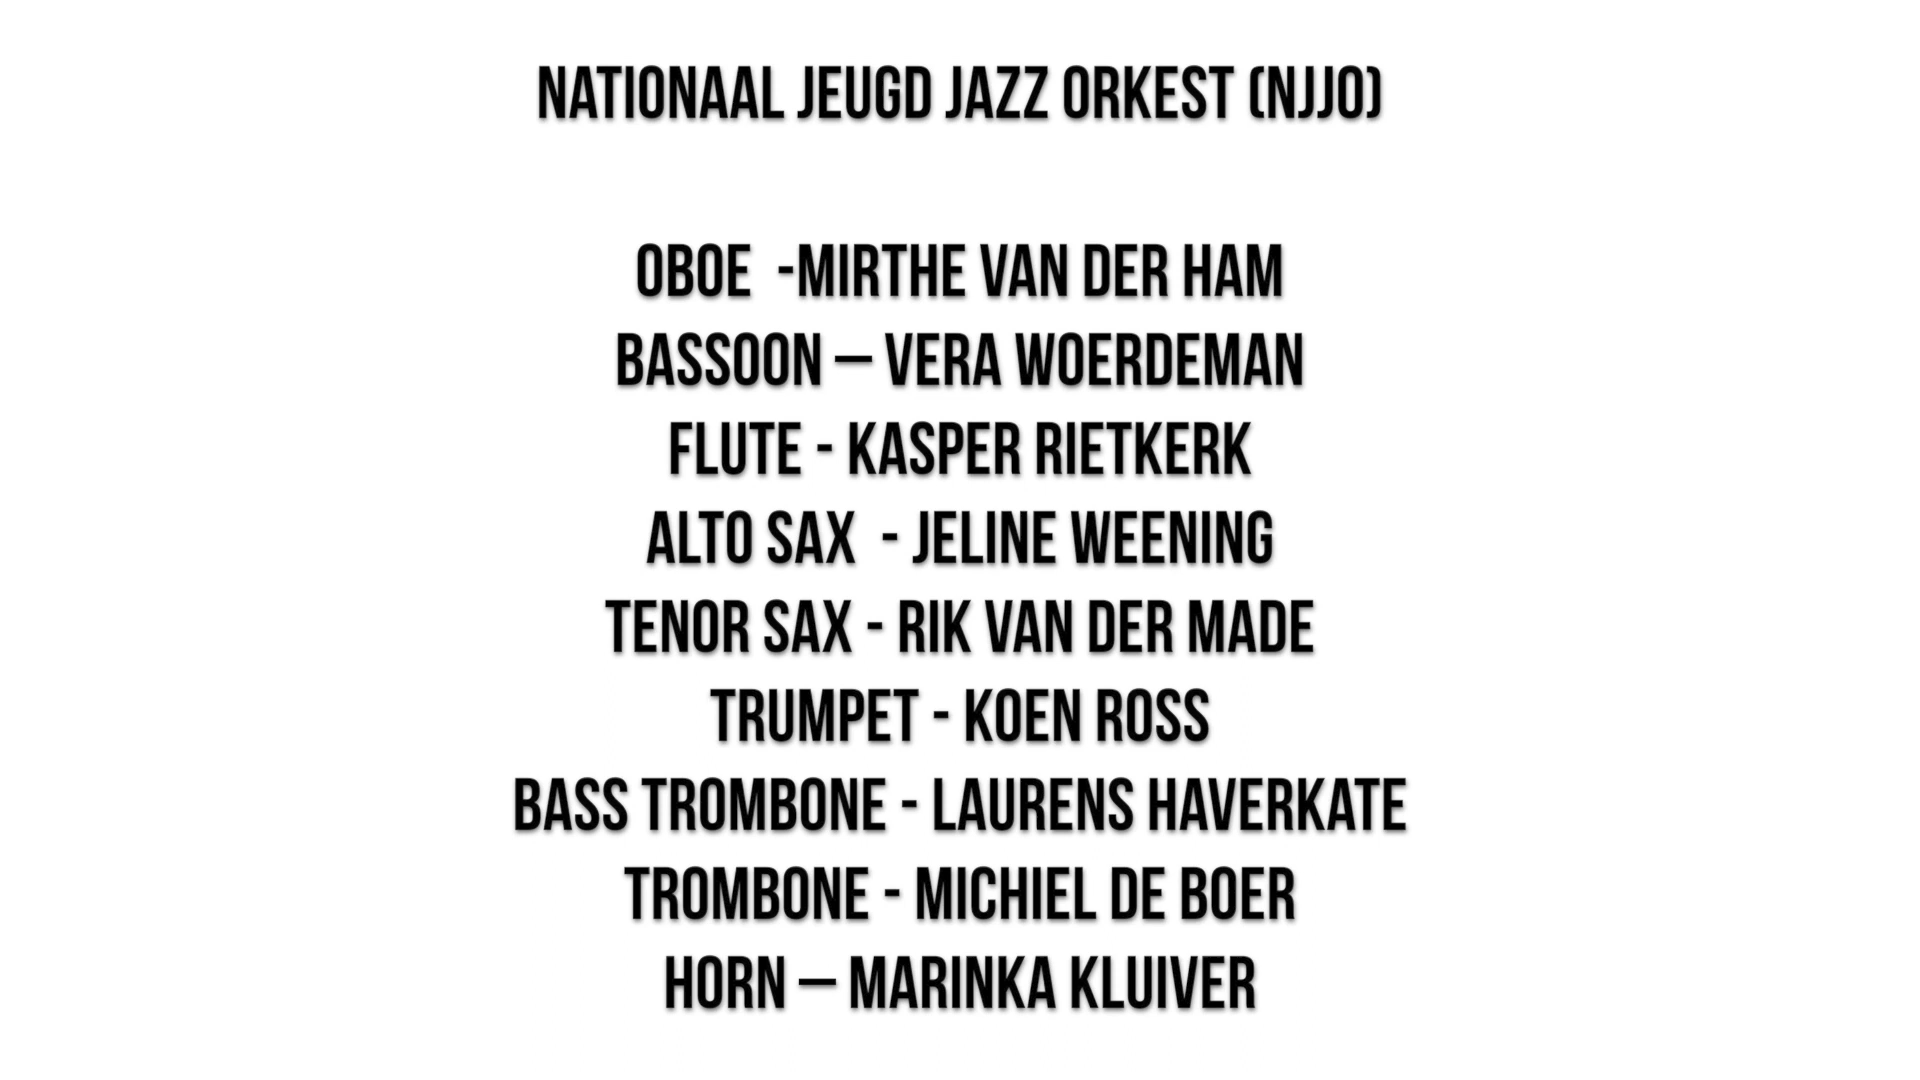 NATIONAAL JEUGD JAZZ ORKEST (NJJO)
OBOE  -MIRTHE VAN DER HAM
BASSOON – VERA WOERDEMAN
FLUTE - KASPER RIETKERK
ALTO SAX  - JELINE WEENING
TENOR SAX - RIK VAN DER MADE
TRUMPET - KOEN ROSS
BASS TROMBONE - LAURENS HAVERKATE
TROMBONE - MICHIEL DE BOER
HORN – MARINKA KLUIVER